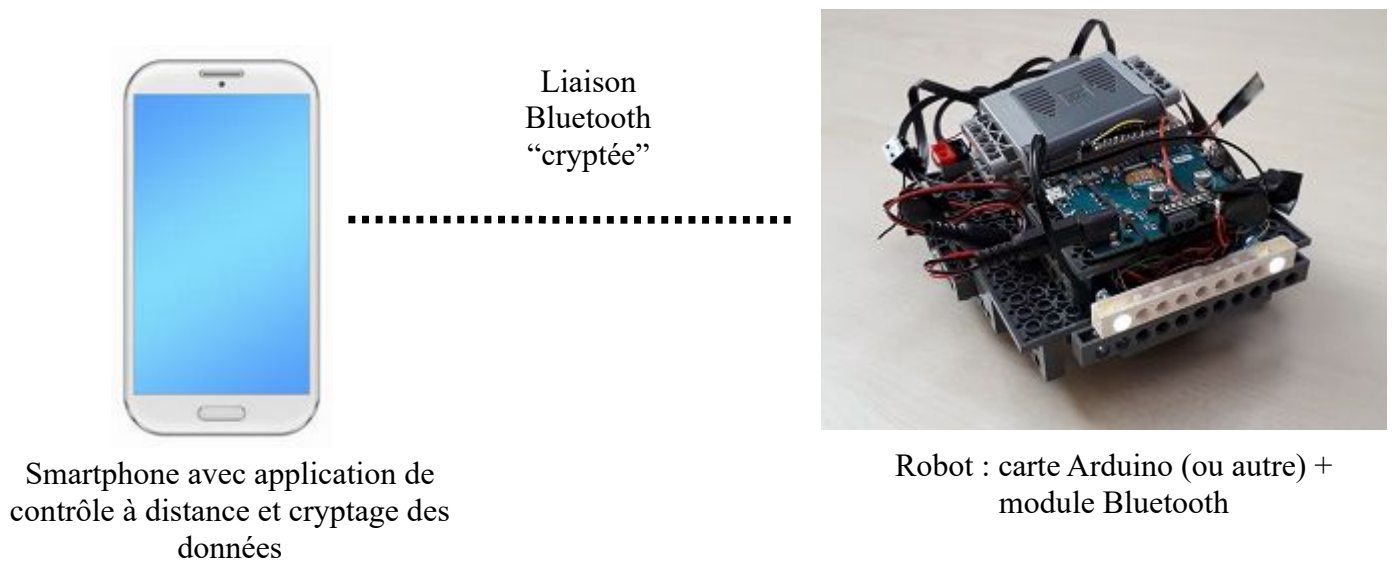 Liaison
Bluetooth
“cryptée”
Smartphone avec application de
contrôle à distance et cryptage des
données
Robot : carte Arduino (ou autre) +
module Bluetooth